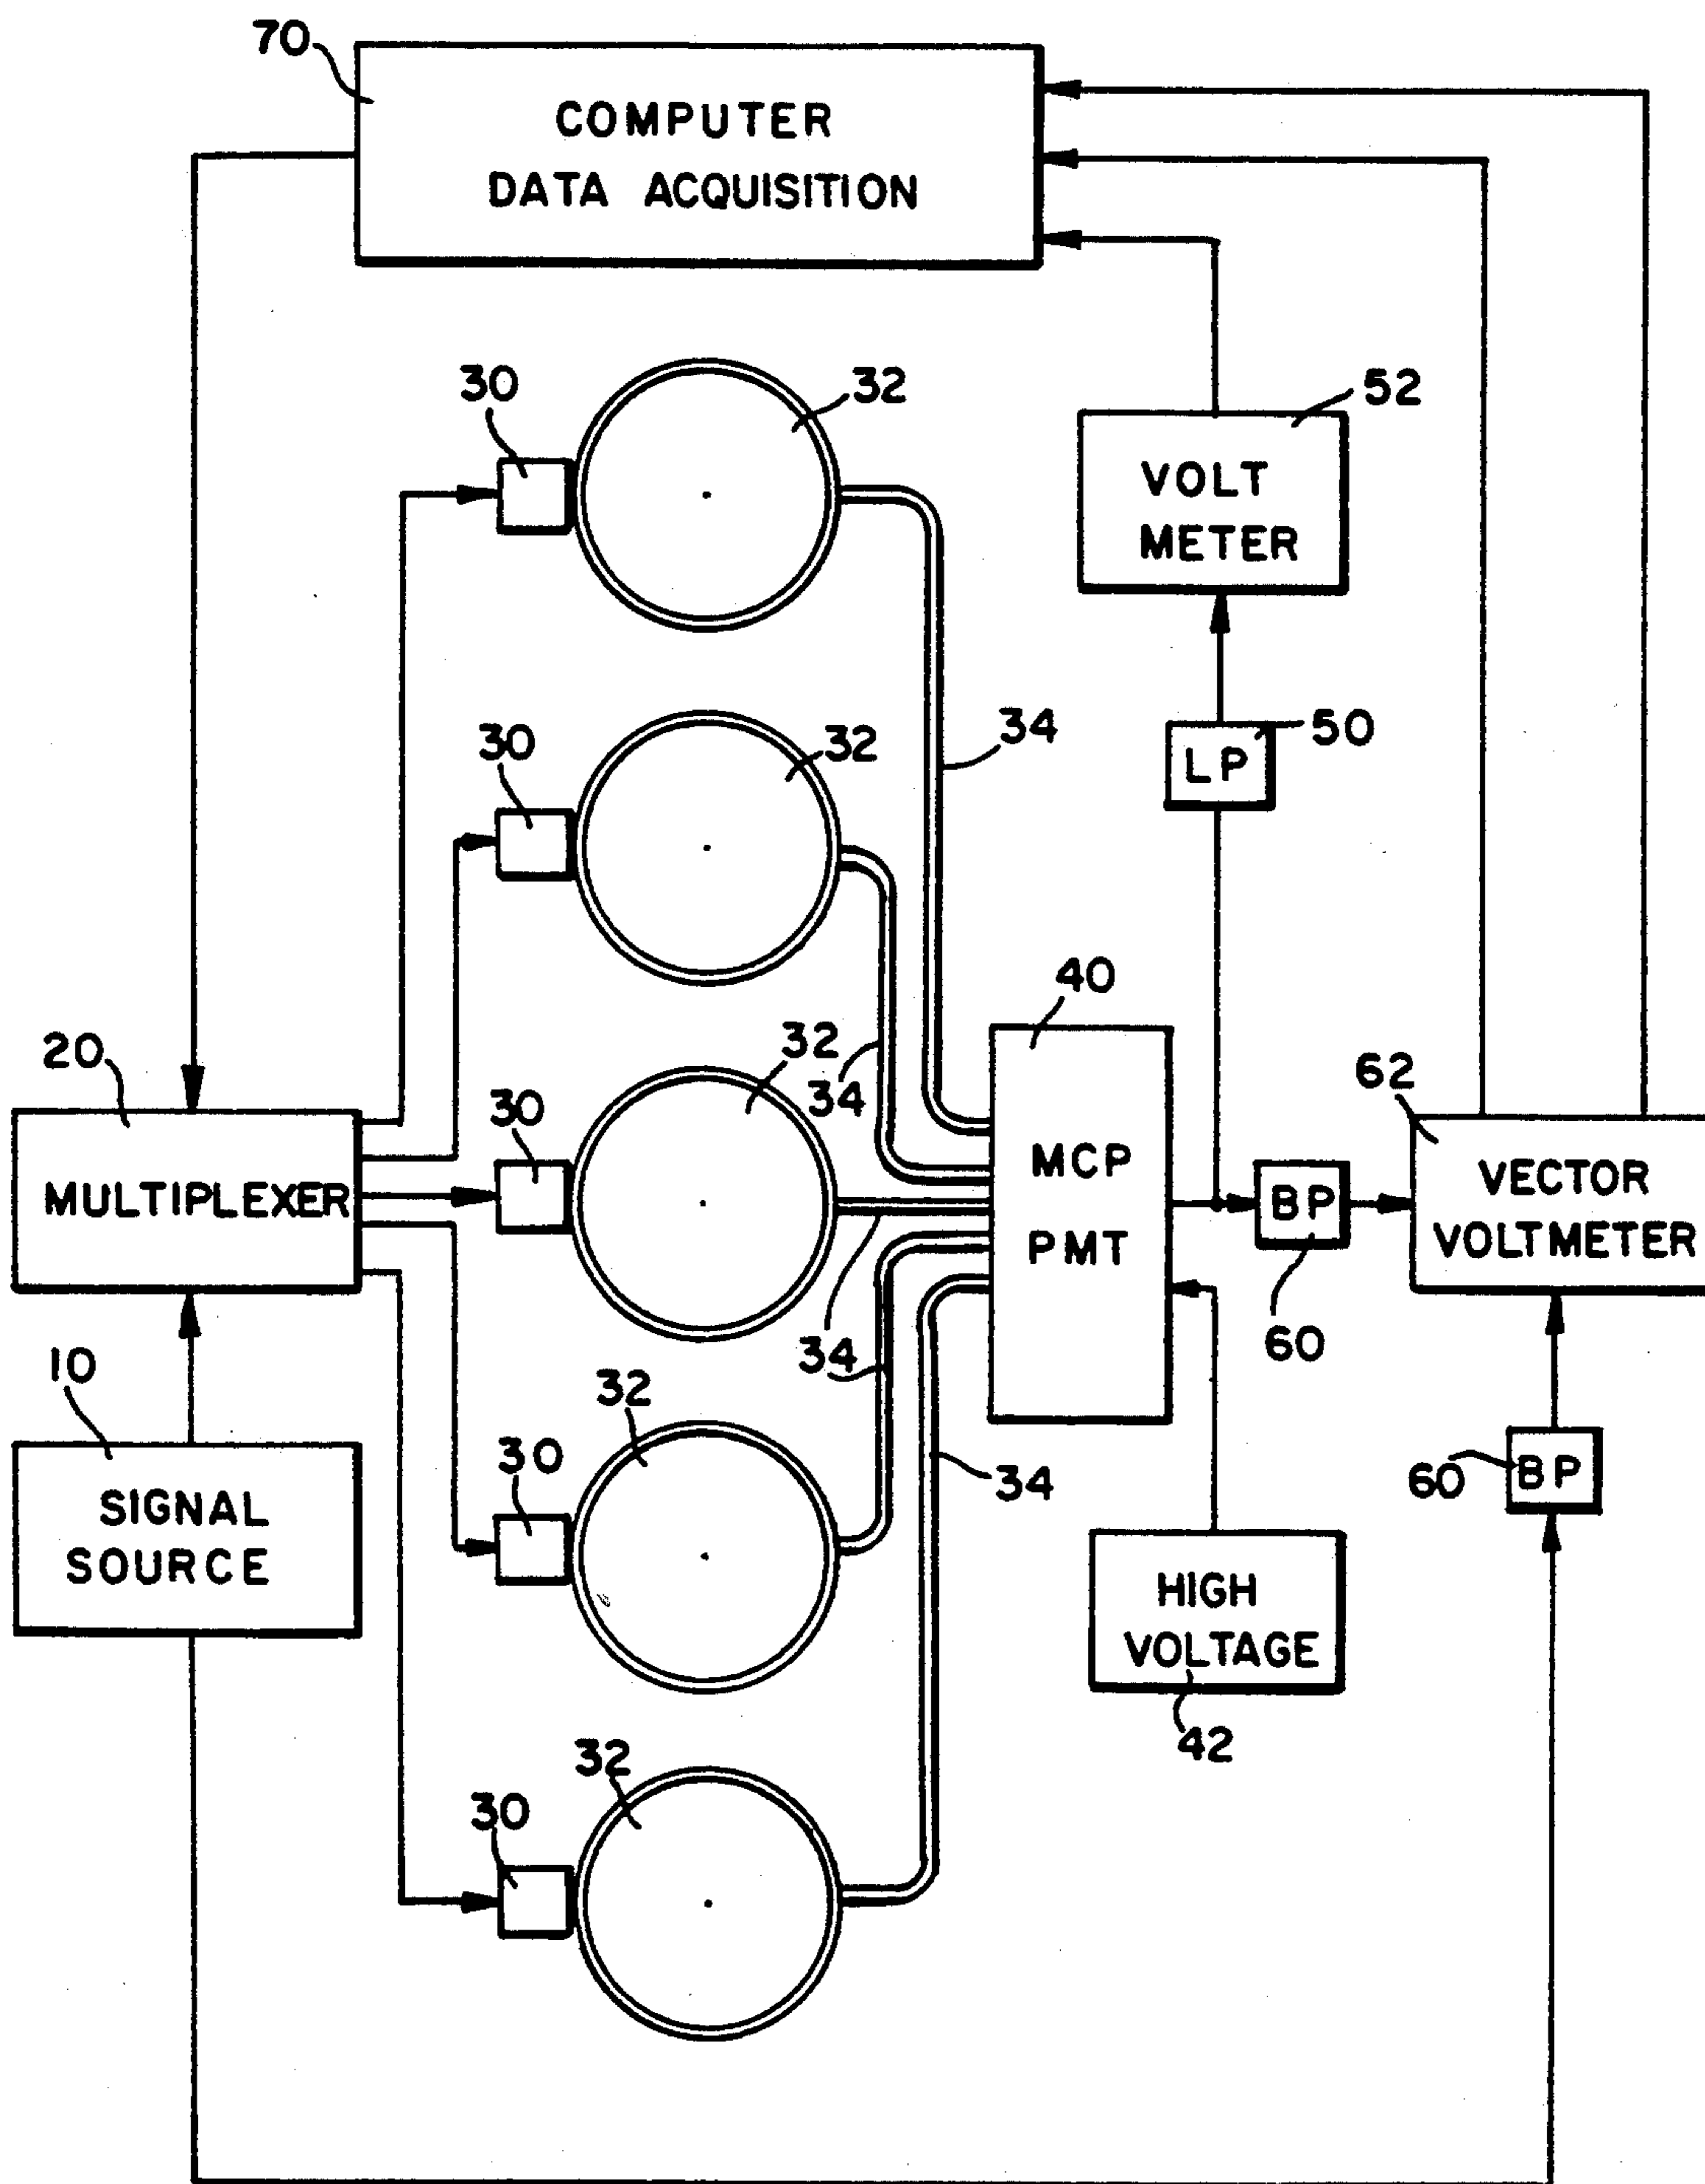 70
COMPUTER
DATA ACQUISITION
30
32
52
VOLT
METER
30
32
34
50
LP
40
34
32
20
30
62
MULTIPLEXER
MCP
PMT
BP
VECTOR
VOLTMETER
10
34
60
32
30
34
60
BP
SIGNAL
SOURCE
HIGH
VOLTAGE
42
32
30